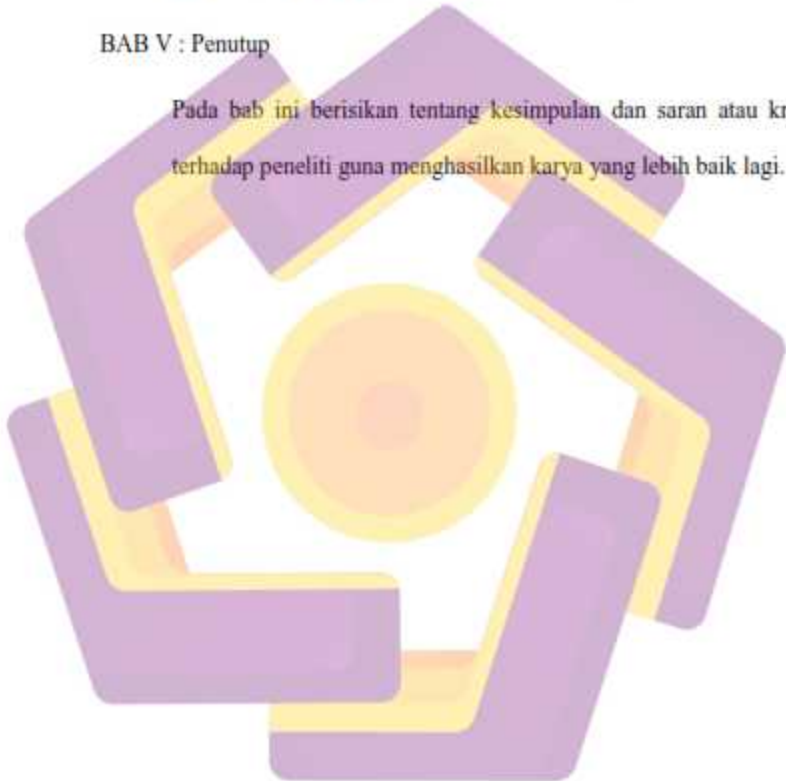 BAB V : Penutup
Pada bab ini berisikan tentang kesimpulan dan saran atau
terhadap peneliti guna menghasilkan karya yang lebih baik lagi.